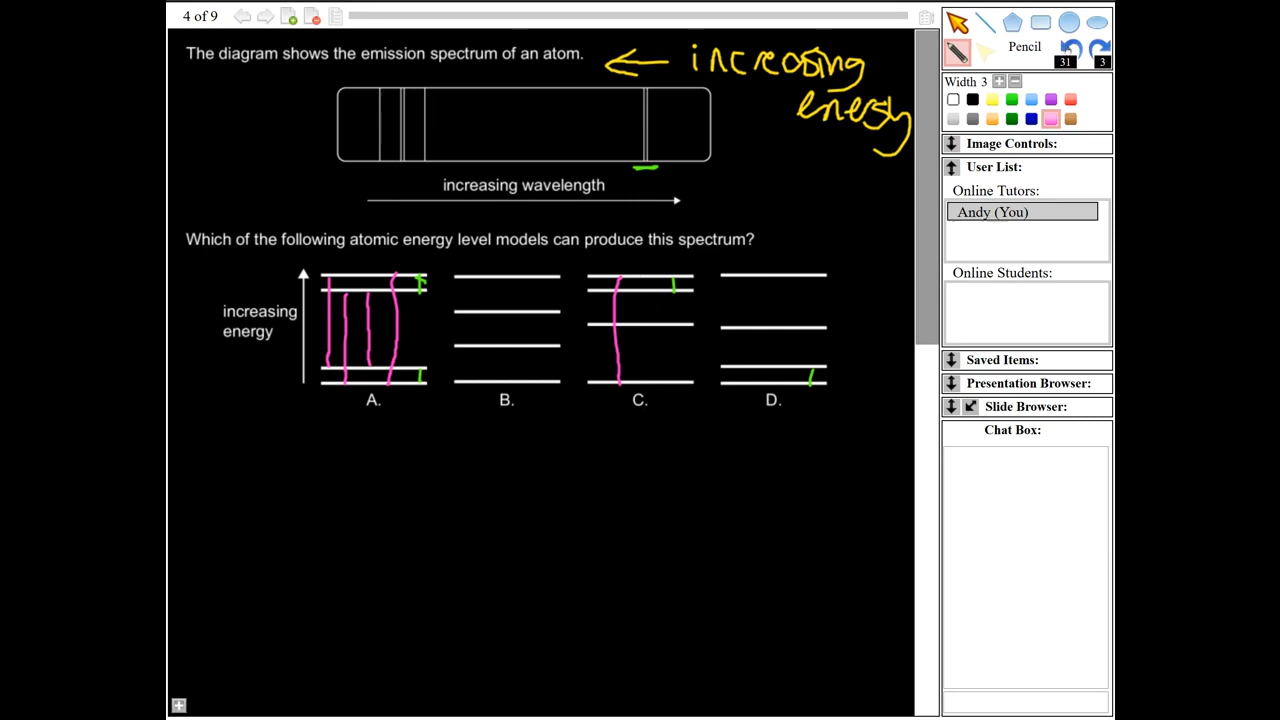 4 of 9
The diagram shows the emission spectrum of an atom.
← increasing
energy
increasing wavelength
Which of the following atomic energy level models can produce this spectrum?
increasing
energy
A.
B.
C.
D.
Pencil
31
3
Width 3
Image Controls:
User List:
Online Tutors:
Andy (You)
Online Students:
Saved Items:
Presentation Browser:
Slide Browser:
Chat Box: